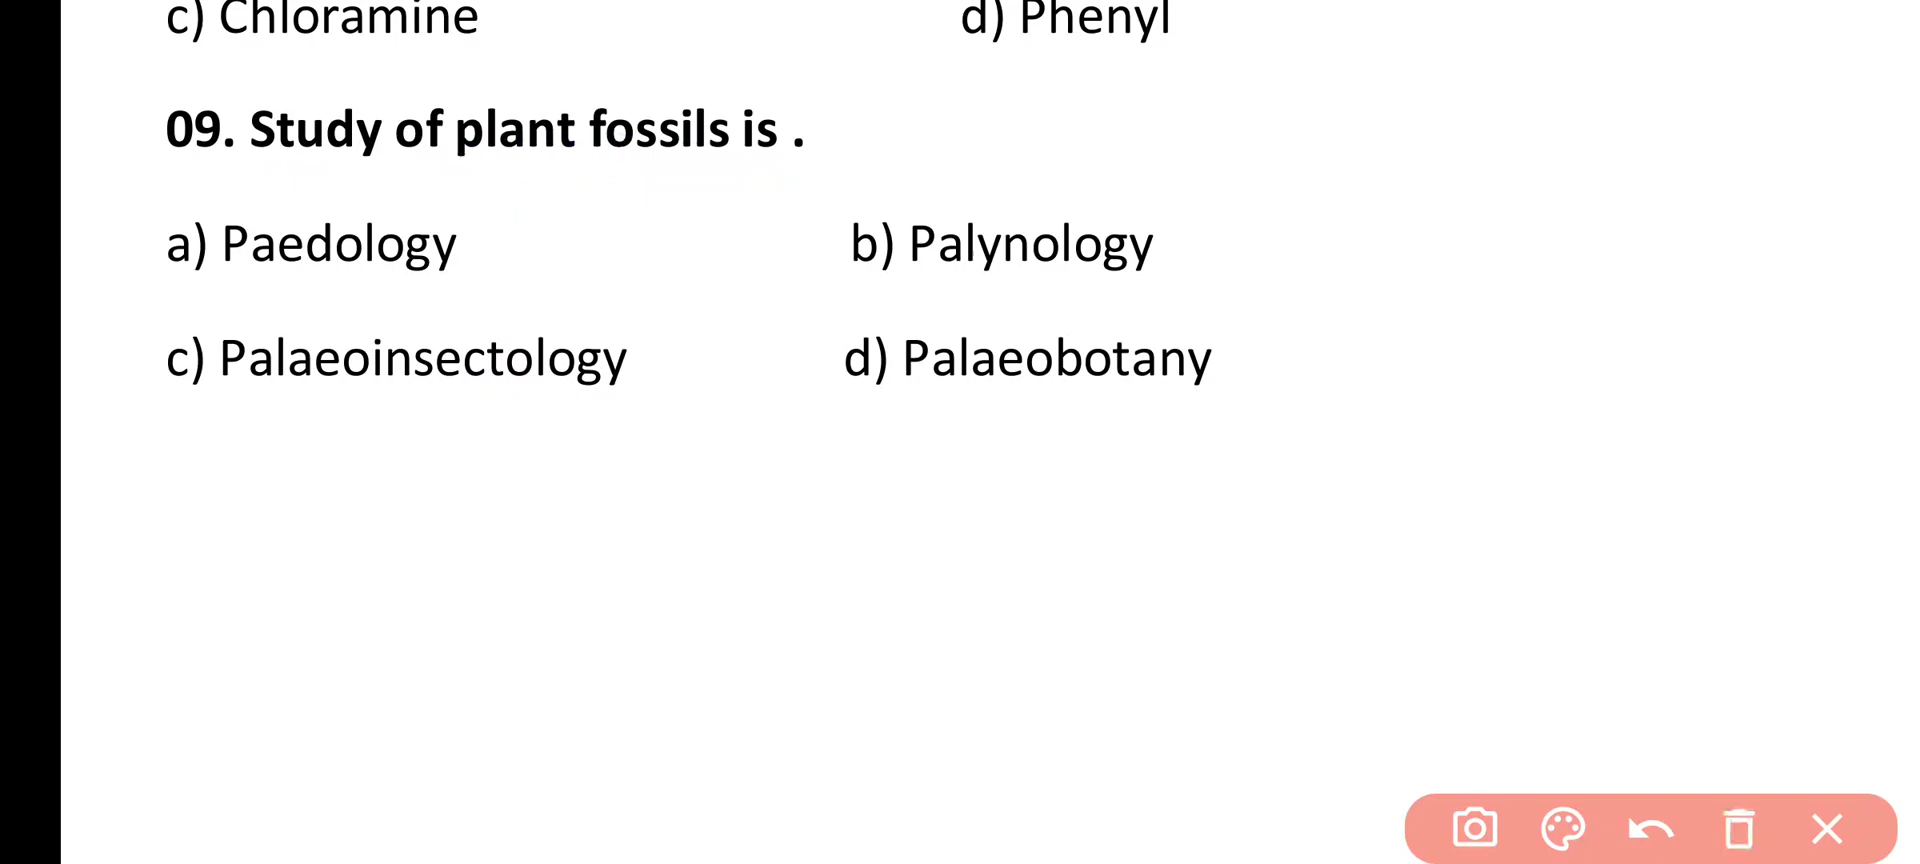 c) Chloramine d) Phenyl
09. Study of plant fossils is .
a) Paedology b) Palynology
c) Palaeoinsectology d) Palaeobotany